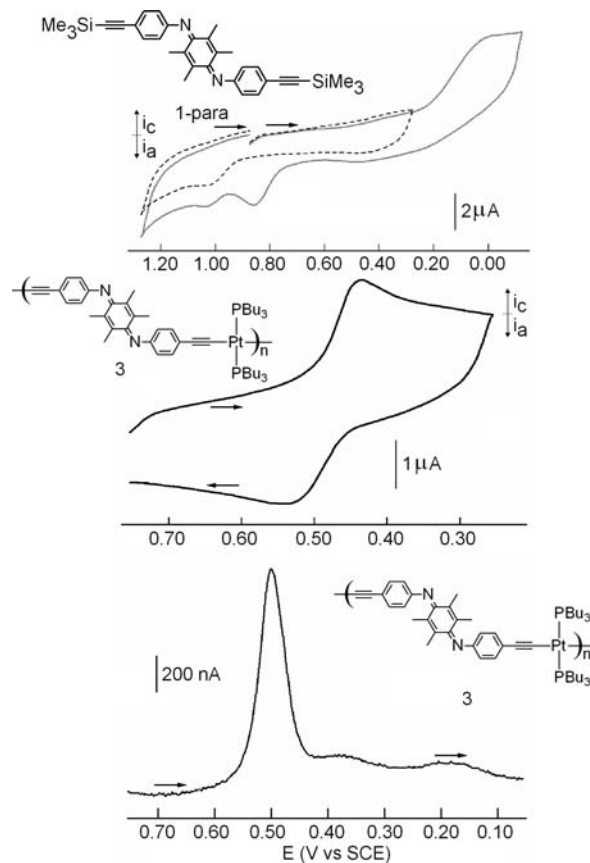 Me3Si
N
N
SiMe3
1-para
ic
ia
2μA
1.20 1.00 0.80 0.60 0.40 0.20 0.00
N
PBu3
( Pt )n
N
PBu3
3
ic
ia
1μA
0.70 0.60 0.50 0.40 0.30
N
PBu3
( Pt )n
N
PBu3
3
200 nA
0.70 0.60 0.50 0.40 0.30 0.20 0.10
E (V vs SCE)